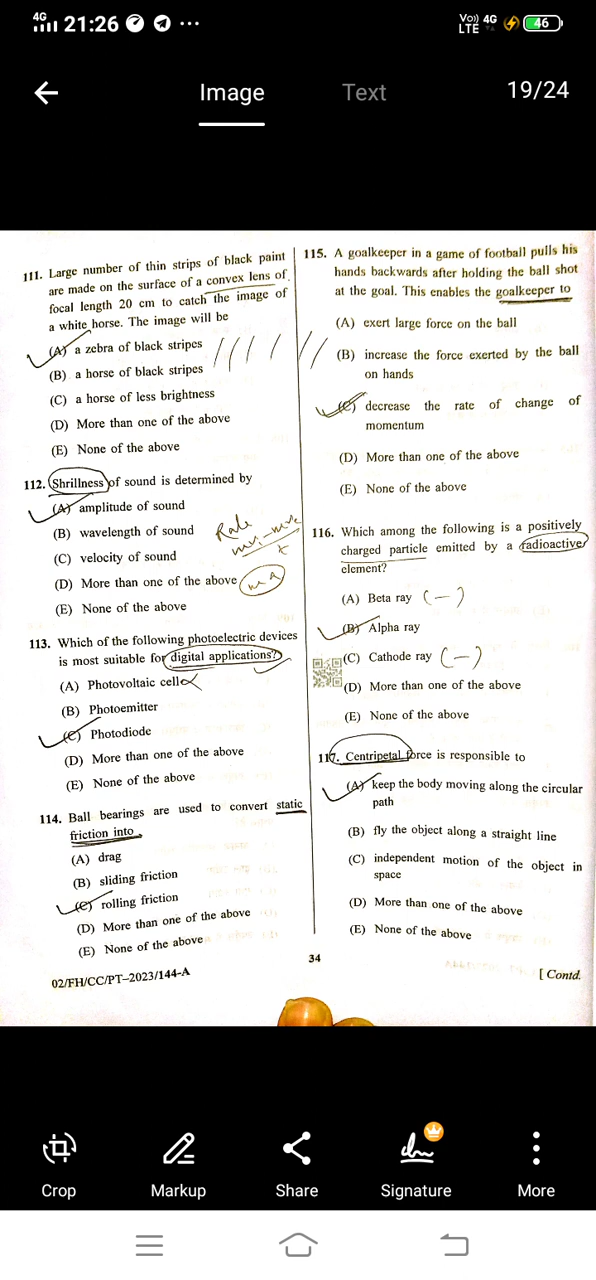 4G 21:26 ...
Vo)) 4G
LTE 46
Image Text 19/24
111. Large number of thin strips of black paint
are made on the surface of a convex lens of
focal length 20 cm to catch the image of
a white horse. The image will be
(A) a zebra of black stripes
(B) a horse of black stripes
(C) a horse of less brightness
(D) More than one of the above
(E) None of the above
112. Shrillness of sound is determined by
(A) amplitude of sound
(B) wavelength of sound
(C) velocity of sound
(D) More than one of the above
(E) None of the above
Rate
ma
113. Which of the following photoelectric devices
is most suitable for digital applications?
(A) Photovoltaic cell
(B) Photoemitter
(C) Photodiode
(D) More than one of the above
(E) None of the above
114. Ball bearings are used to convert static
friction into
(A) drag
(B) sliding friction
(C) rolling friction
(D) More than one of the above
(E) None of the above
115. A goalkeeper in a game of football pulls his
hands backwards after holding the ball shot
at the goal. This enables the goalkeeper to
(A) exert large force on the ball
(B) increase the force exerted by the ball
on hands
(C) decrease the rate of change of
momentum
(D) More than one of the above
(E) None of the above
116. Which among the following is a positively
charged particle emitted by a radioactive
element?
(A) Beta ray (-)
(B) Alpha ray
(C) Cathode ray (-)
(D) More than one of the above
(E) None of the above
117. Centripetal force is responsible to
(A) keep the body moving along the circular
path
(B) fly the object along a straight line
(C) independent motion of the object in
space
(D) More than one of the above
(E) None of the above
02/FH/CC/PT–2023/144-A
34
[ Contd.
Crop Markup Share Signature More